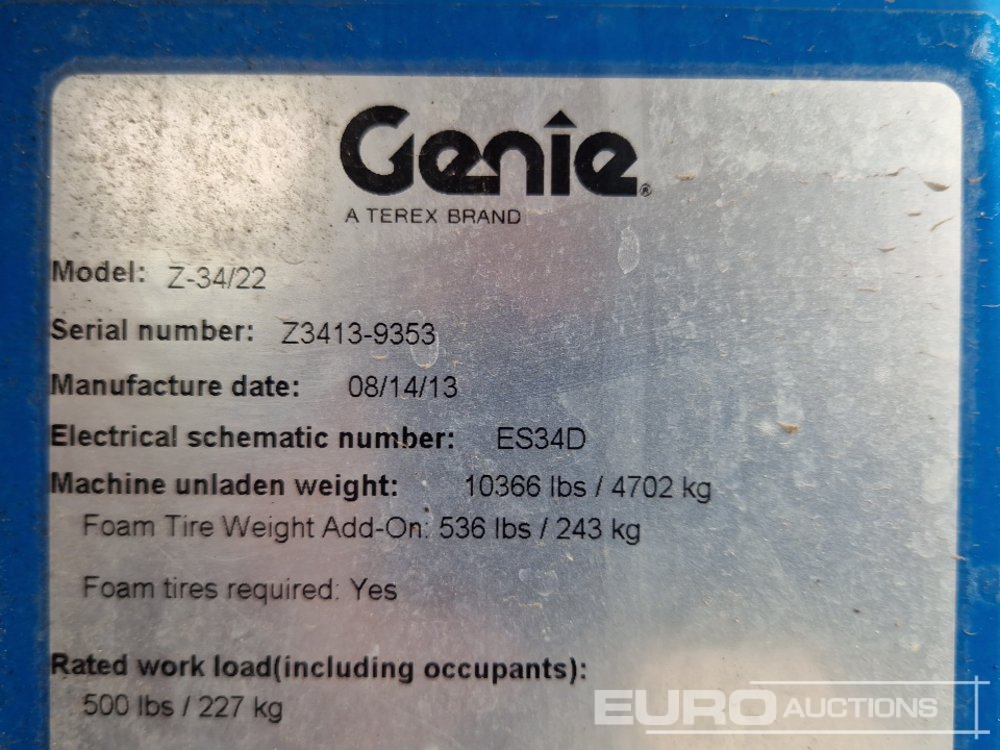 Genie®
A TEREX BRAND
Model: Z-34/22
Serial number: Z3413-9353
Manufacture date: 08/14/13
Electrical schematic number: ES34D
Machine unladen weight: 10366 lbs / 4702 kg
Foam Tire Weight Add-On: 536 lbs / 243 kg
Foam tires required: Yes
Rated work load(including occupants):
500 lbs / 227 kg
EURO AUCTIONS